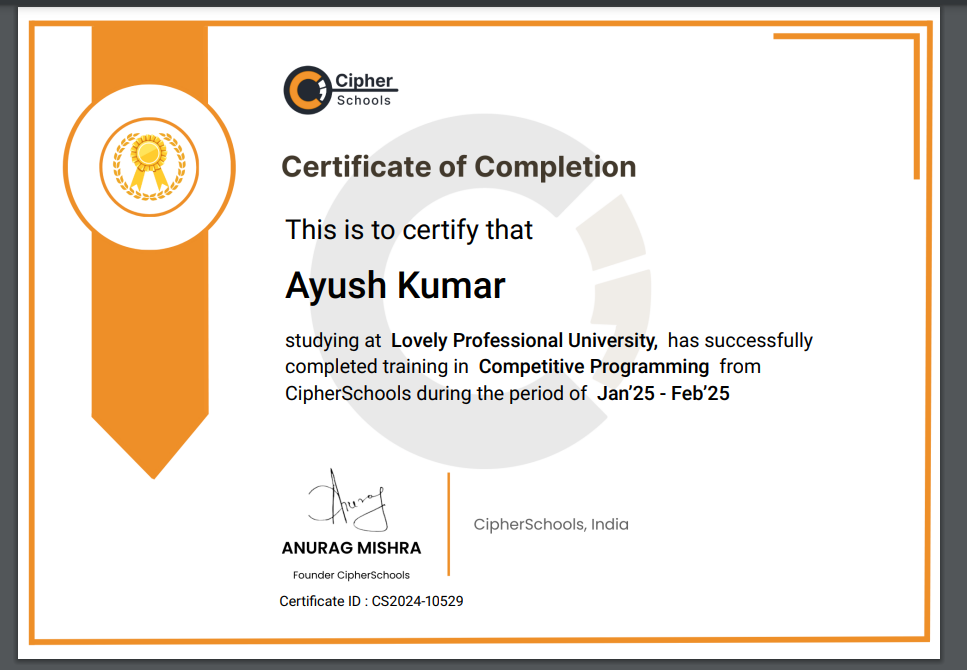 Cipher
Schools
Certificate of Completion
This is to certify that
Ayush Kumar
studying at Lovely Professional University, has successfully
completed training in Competitive Programming from
CipherSchools during the period of Jan’25 - Feb’25
Anurag
ANURAG MISHRA
Founder CipherSchools
CipherSchools, India
Certificate ID : CS2024-10529